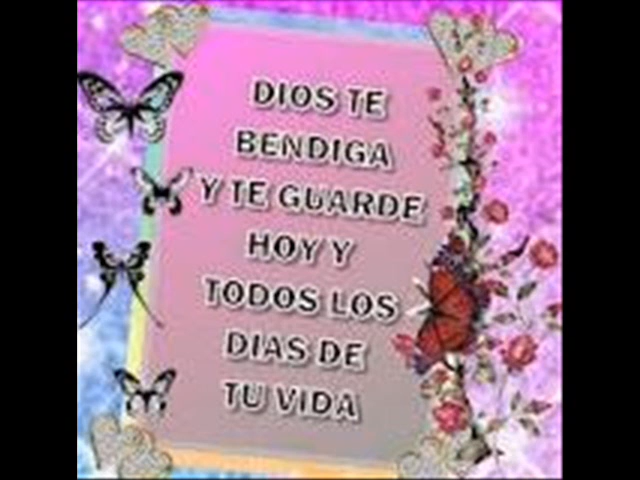 DIOS TE
BENDIGA
Y TE GUARDE
HOY Y
TODOS LOS
DIAS DE
TU VIDA